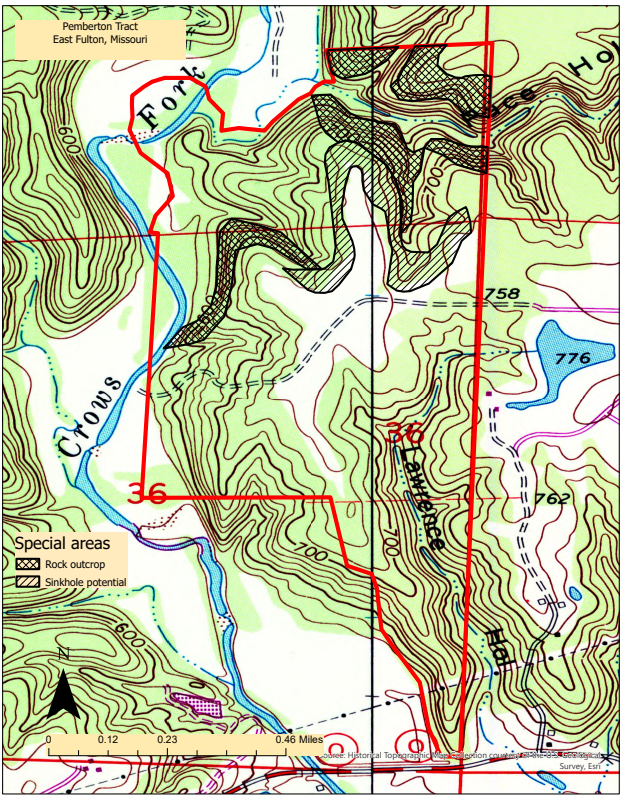 Pemberton Tract
East Fulton, Missouri
Fork
Hol
600
700
600
758
776
Crows
36
36
Lawrence
762
700
700
Special areas
Rock outcrop
Sinkhole potential
600
Hol
N
0 0.12 0.23 0.46 Miles
Source: Historical Topographic Map Collection courtesy of the U.S. Geological
Survey, Esri